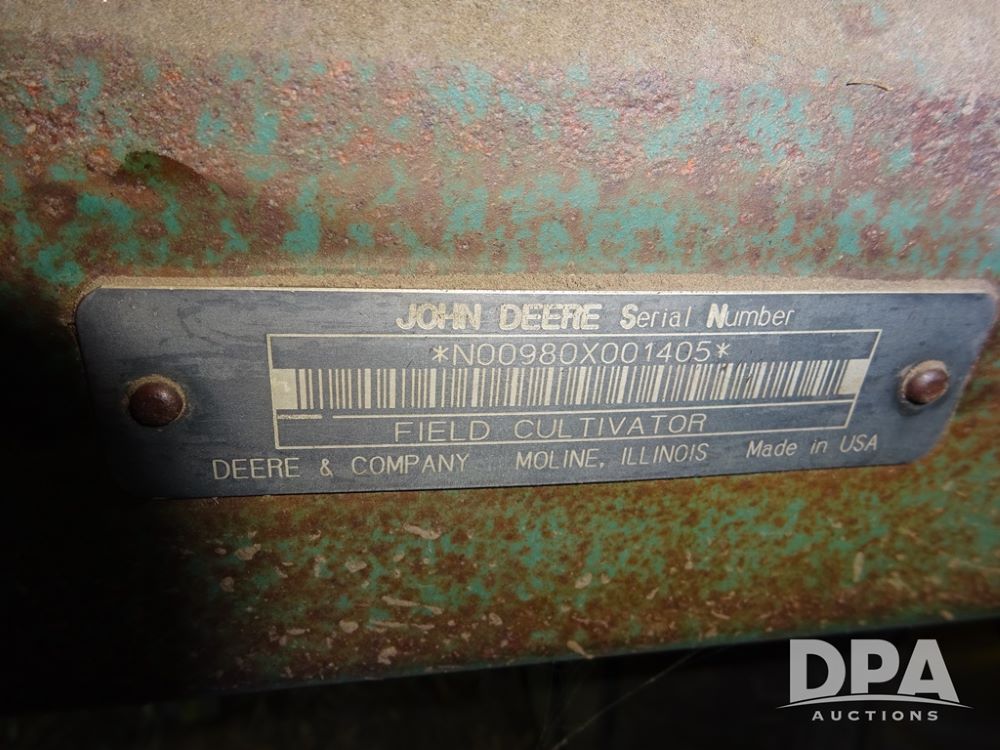 JOHN DEERE Serial Number
*N00980X001405*
FIELD CULTIVATOR
DEERE & COMPANY MOLINE, ILLINOIS Made in USA
DPA
AUCTIONS